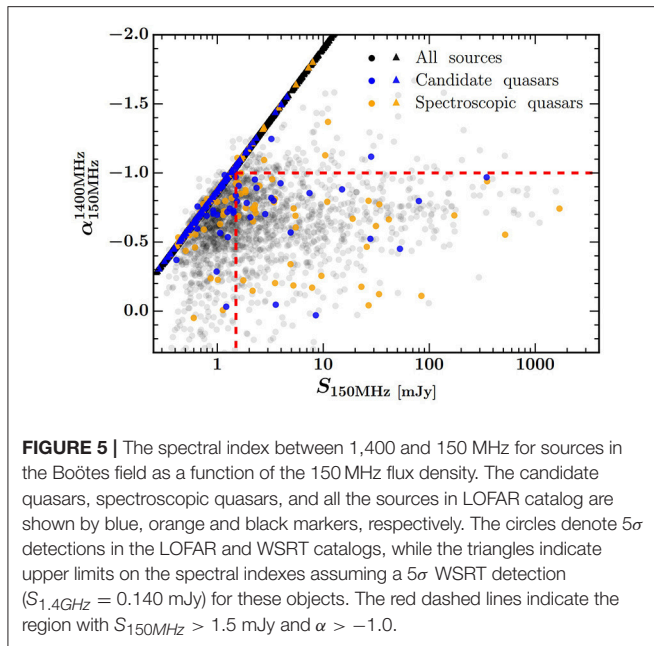 −2.0
−1.5
−1.0
−0.5
0.0
α 1400MHz 150MHz
All sources
Candidate quasars
Spectroscopic quasars
1 10 100 1000
S150MHz [mJy]
FIGURE 5 | The spectral index between 1,400 and 150 MHz for sources in
the Boötes field as a function of the 150 MHz flux density. The candidate
quasars, spectroscopic quasars, and all the sources in LOFAR catalog are
shown by blue, orange and black markers, respectively. The circles denote 5σ
detections in the LOFAR and WSRT catalogs, while the triangles indicate
upper limits on the spectral indexes assuming a 5σ WSRT detection
(S1.4GHz = 0.140 mJy) for these objects. The red dashed lines indicate the
region with S150MHz > 1.5 mJy and α > −1.0.